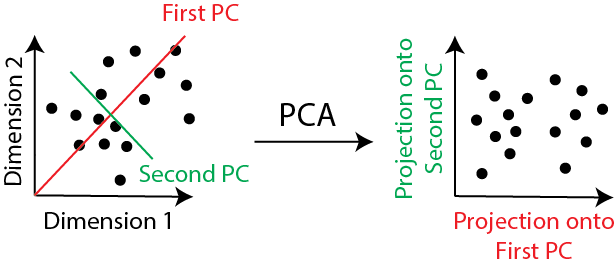 First PC
Dimension 2
Second PC
Dimension 1
PCA
Projection onto
Second PC
Projection onto
First PC